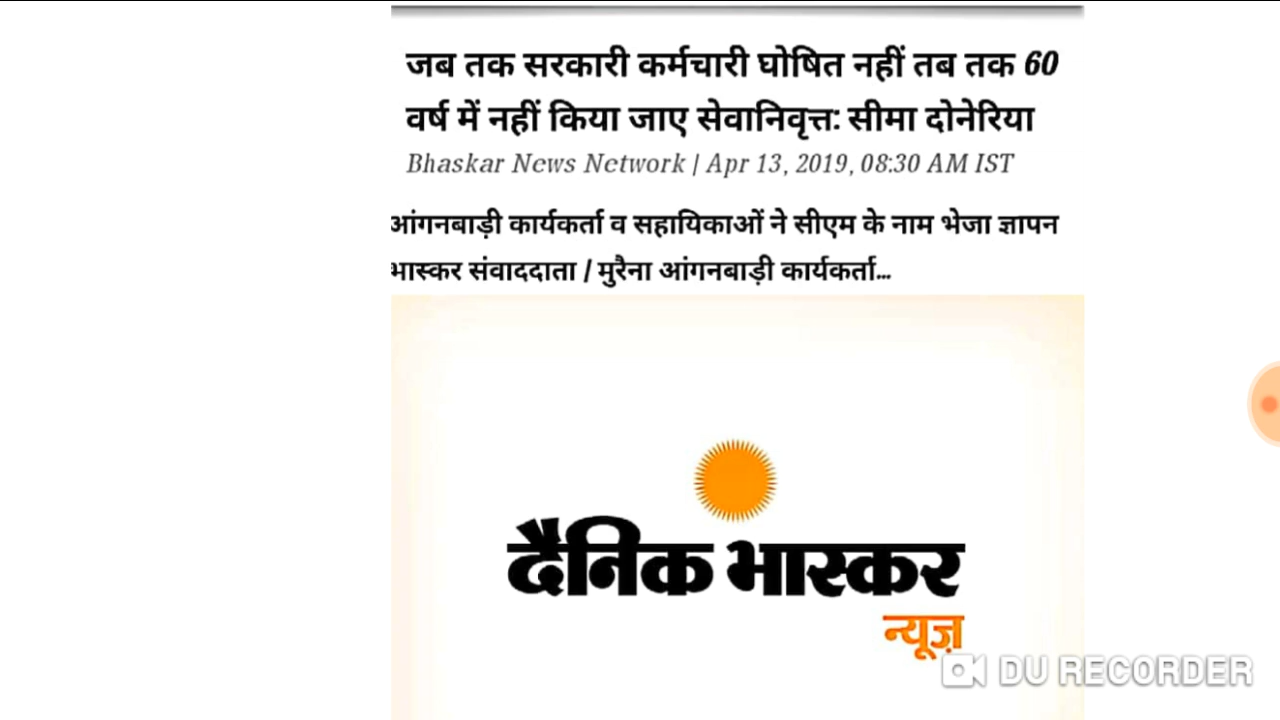 जब तक सरकारी कर्मचारी घोषित नहीं तब तक 60
वर्ष में नहीं किया जाए सेवानिवृत्त: सीमा दोनेरिया
Bhaskar News Network | Apr 13, 2019, 08:30 AM IST
आंगनबाड़ी कार्यकर्ता व सहायिकाओं ने सीएम के नाम भेजा ज्ञापन
भास्कर संवाददाता / मुरैना आंगनबाड़ी कार्यकर्ता...
दैनिक भास्कर
न्यूज़
DU RECORDER